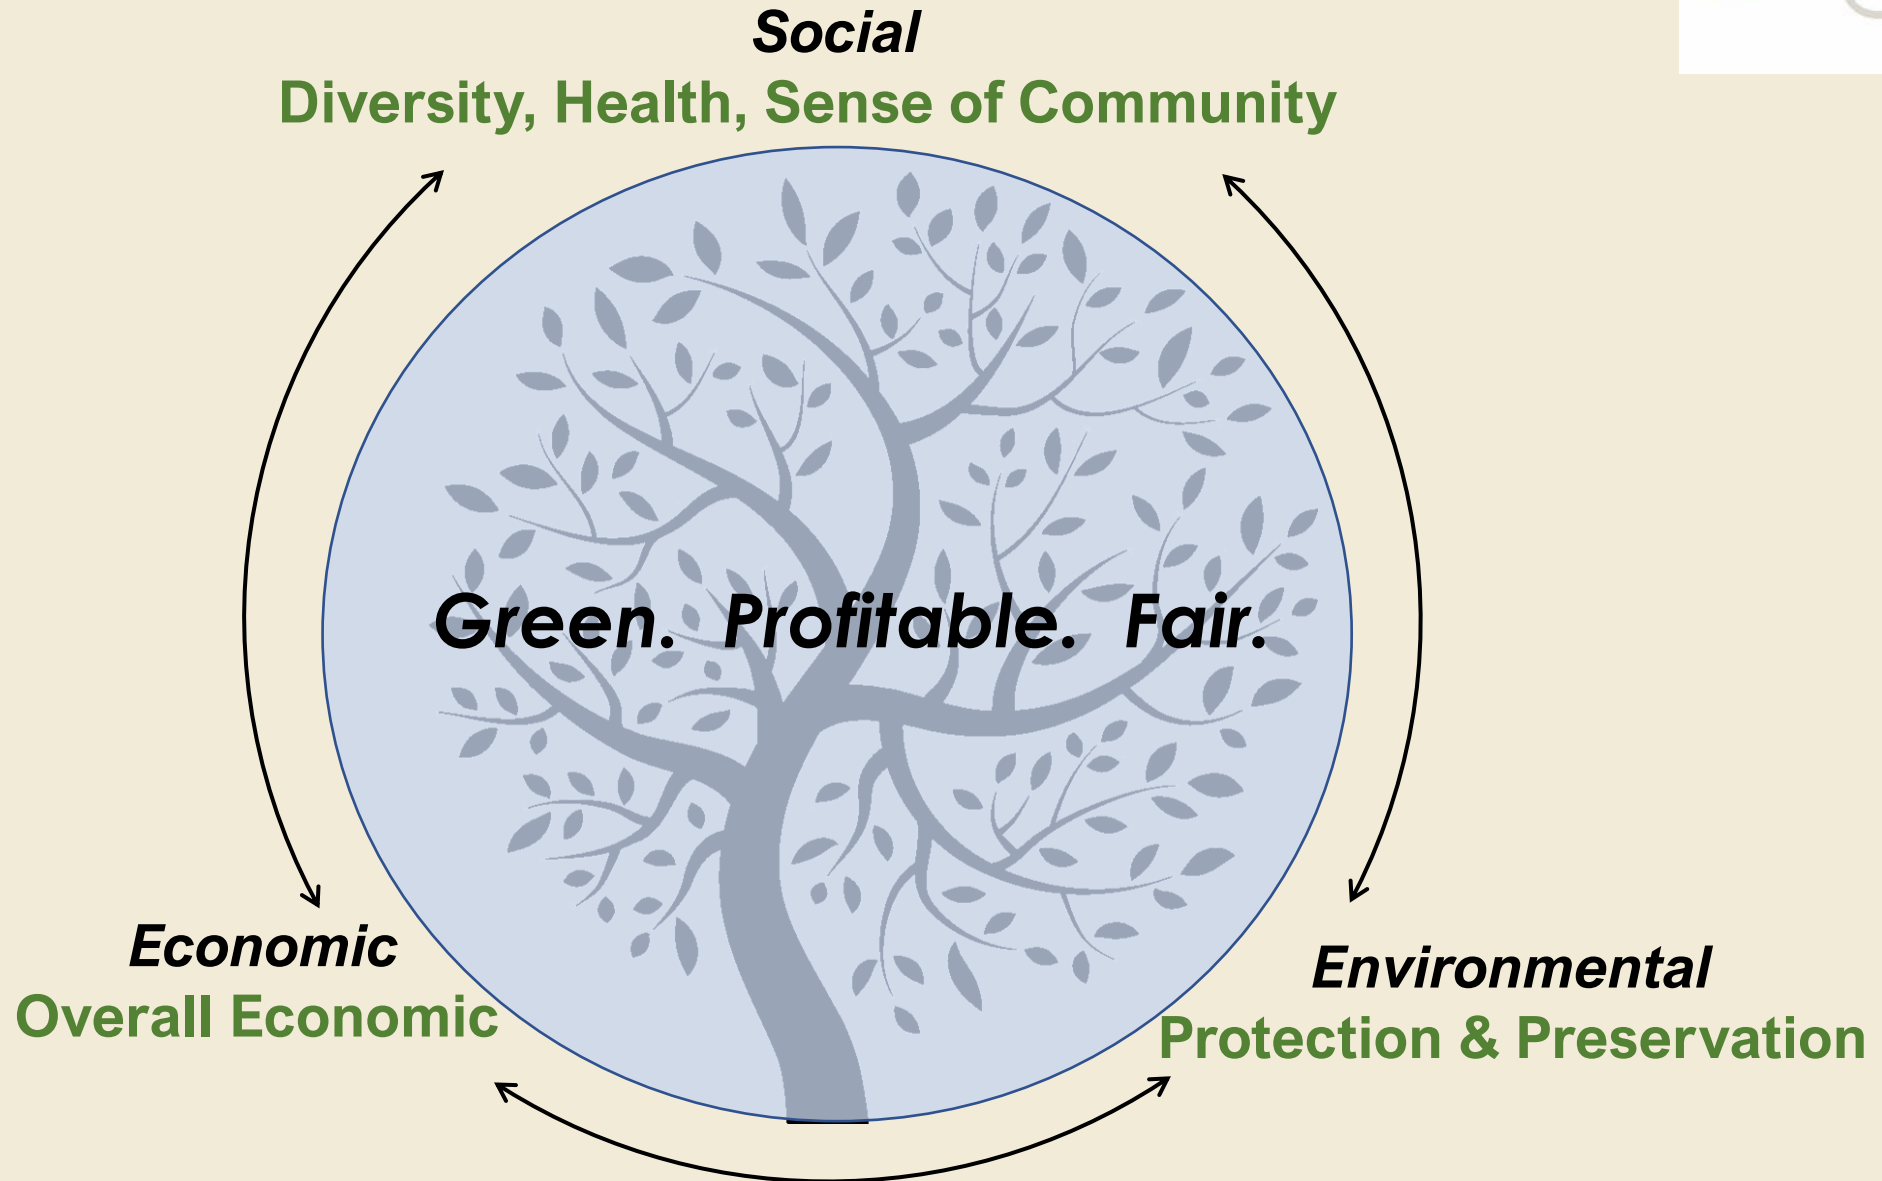 Social
Diversity, Health, Sense of Community
Green. Profitable. Fair.
Economic
Overall Economic
Environmental
Protection & Preservation